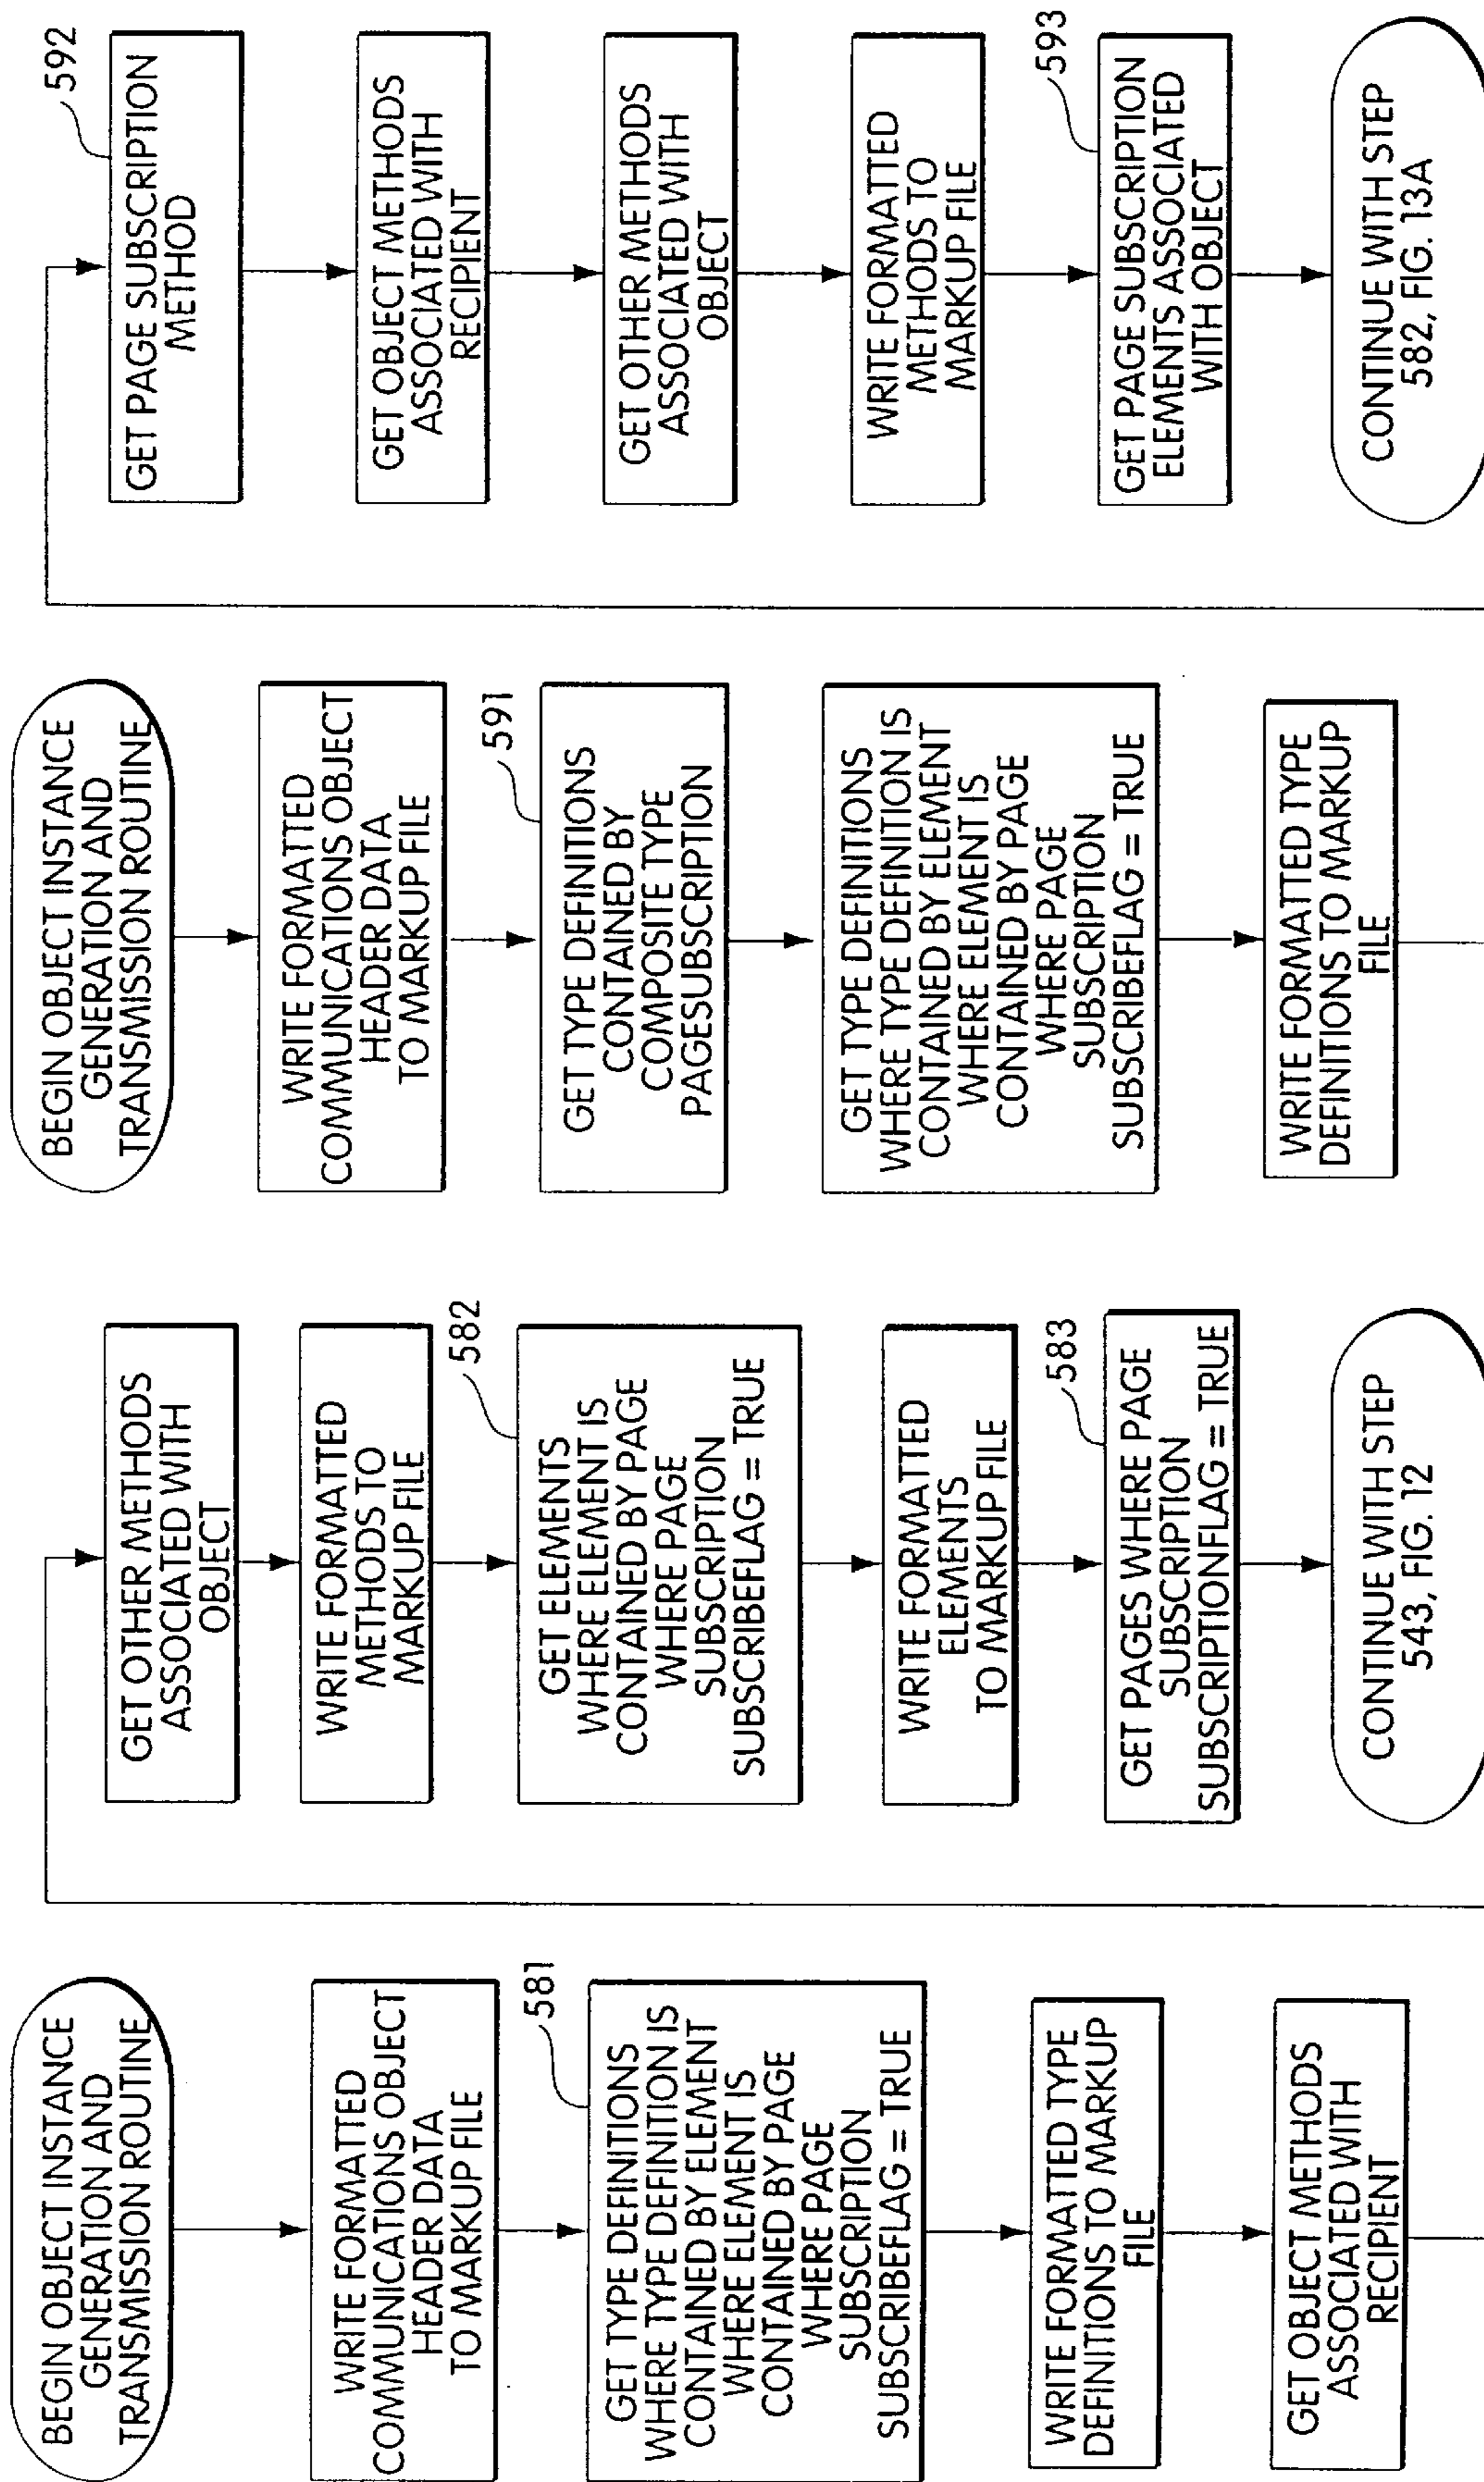 BEGIN OBJECT INSTANCE
GENERATION AND
TRANSMISSION ROUTINE
WRITE FORMATTED
COMMUNICATIONS OBJECT
HEADER DATA
TO MARKUP FILE
581
GET TYPE DEFINITIONS
WHERE TYPE DEFINITION IS
CONTAINED BY ELEMENT
WHERE ELEMENT IS
CONTAINED BY PAGE
WHERE PAGE
SUBSCRIPTION
SUBSCRIBEFLAG = TRUE
WRITE FORMATTED TYPE
DEFINITIONS TO MARKUP
FILE
GET OBJECT METHODS
ASSOCIATED WITH
RECIPIENT
GET OTHER METHODS
ASSOCIATED WITH
OBJECT
WRITE FORMATTED
METHODS TO
MARKUP FILE
582
GET ELEMENTS
WHERE ELEMENT IS
CONTAINED BY PAGE
WHERE PAGE
SUBSCRIPTION
SUBSCRIBEFLAG = TRUE
WRITE FORMATTED
ELEMENTS
TO MARKUP FILE
583
GET PAGES WHERE PAGE
SUBSCRIPTION
SUBSCRIPTIONFLAG = TRUE
CONTINUE WITH STEP
543, FIG. 12
BEGIN OBJECT INSTANCE
GENERATION AND
TRANSMISSION ROUTINE
WRITE FORMATTED
COMMUNICATIONS OBJECT
HEADER DATA
TO MARKUP FILE
591
GET TYPE DEFINITIONS
CONTAINED BY
COMPOSITE TYPE
PAGESUBSCRIPTION
GET TYPE DEFINITIONS
WHERE TYPE DEFINITION IS
CONTAINED BY ELEMENT
WHERE ELEMENT IS
CONTAINED BY PAGE
WHERE PAGE
SUBSCRIPTION
SUBSCRIBEFLAG = TRUE
WRITE FORMATTED TYPE
DEFINITIONS TO MARKUP
FILE
592
GET PAGE SUBSCRIPTION
METHOD
GET OBJECT METHODS
ASSOCIATED WITH
RECIPIENT
GET OTHER METHODS
ASSOCIATED WITH
OBJECT
WRITE FORMATTED
METHODS TO
MARKUP FILE
593
GET PAGE SUBSCRIPTION
ELEMENTS ASSOCIATED
WITH OBJECT
CONTINUE WITH STEP
582, FIG. 13A